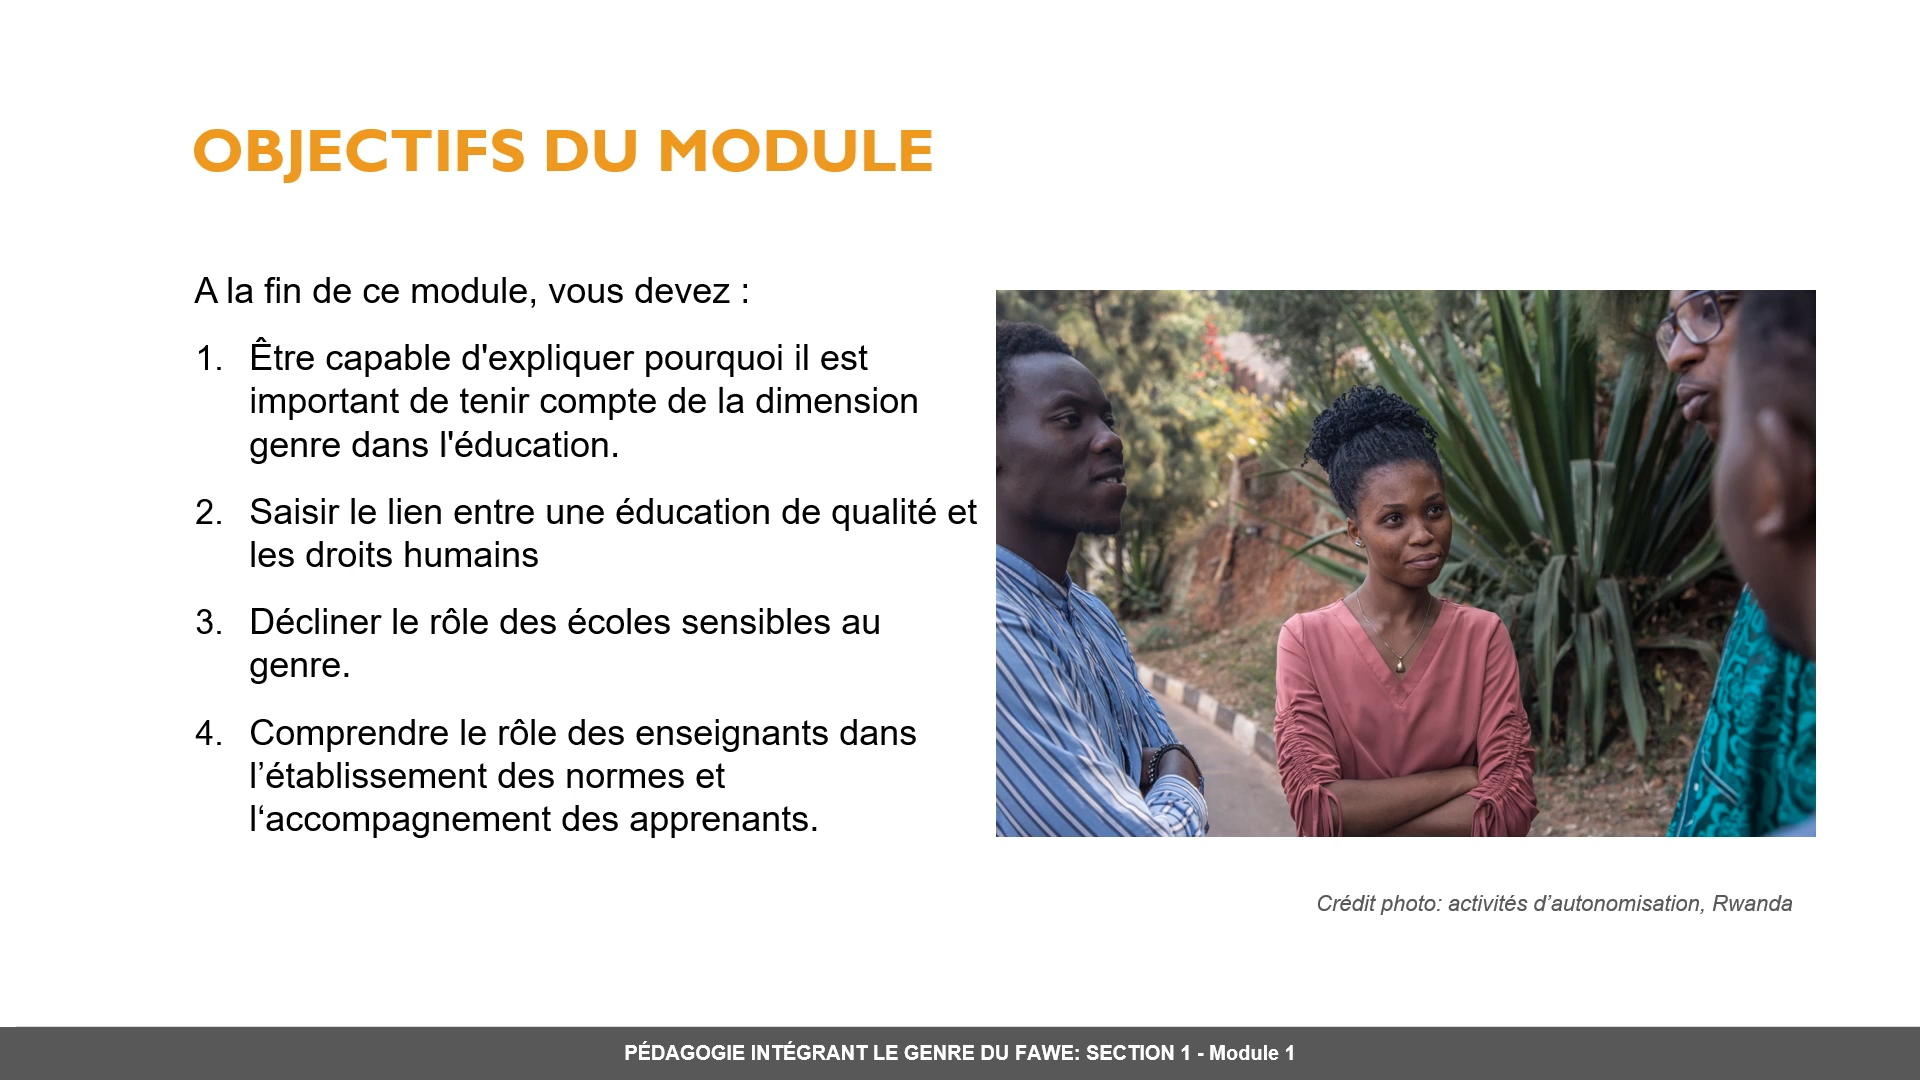 OBJECTIFS DU MODULE
A la fin de ce module, vous devez :
1. Être capable d'expliquer pourquoi il est
important de tenir compte de la dimension
genre dans l'éducation.
2. Saisir le lien entre une éducation de qualité et
les droits humains
3. Décliner le rôle des écoles sensibles au
genre.
4. Comprendre le rôle des enseignants dans
l’établissement des normes et
l‘accompagnement des apprenants.
Crédit photo: activités d’autonomisation, Rwanda
PÉDAGOGIE INTÉGRANT LE GENRE DU FAWE: SECTION 1 - Module 1